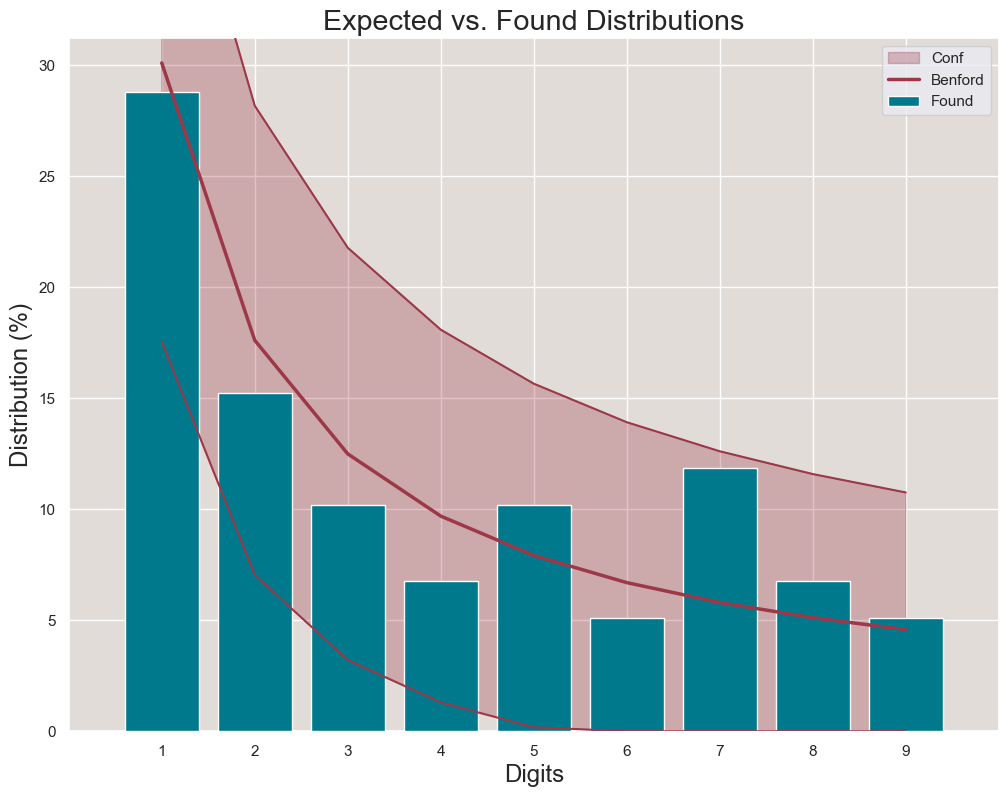 Expected vs. Found Distributions
Conf
Benford
Found
Distribution (%)
30
25
20
15
10
5
0
1 2 3 4 5 6 7 8 9
Digits